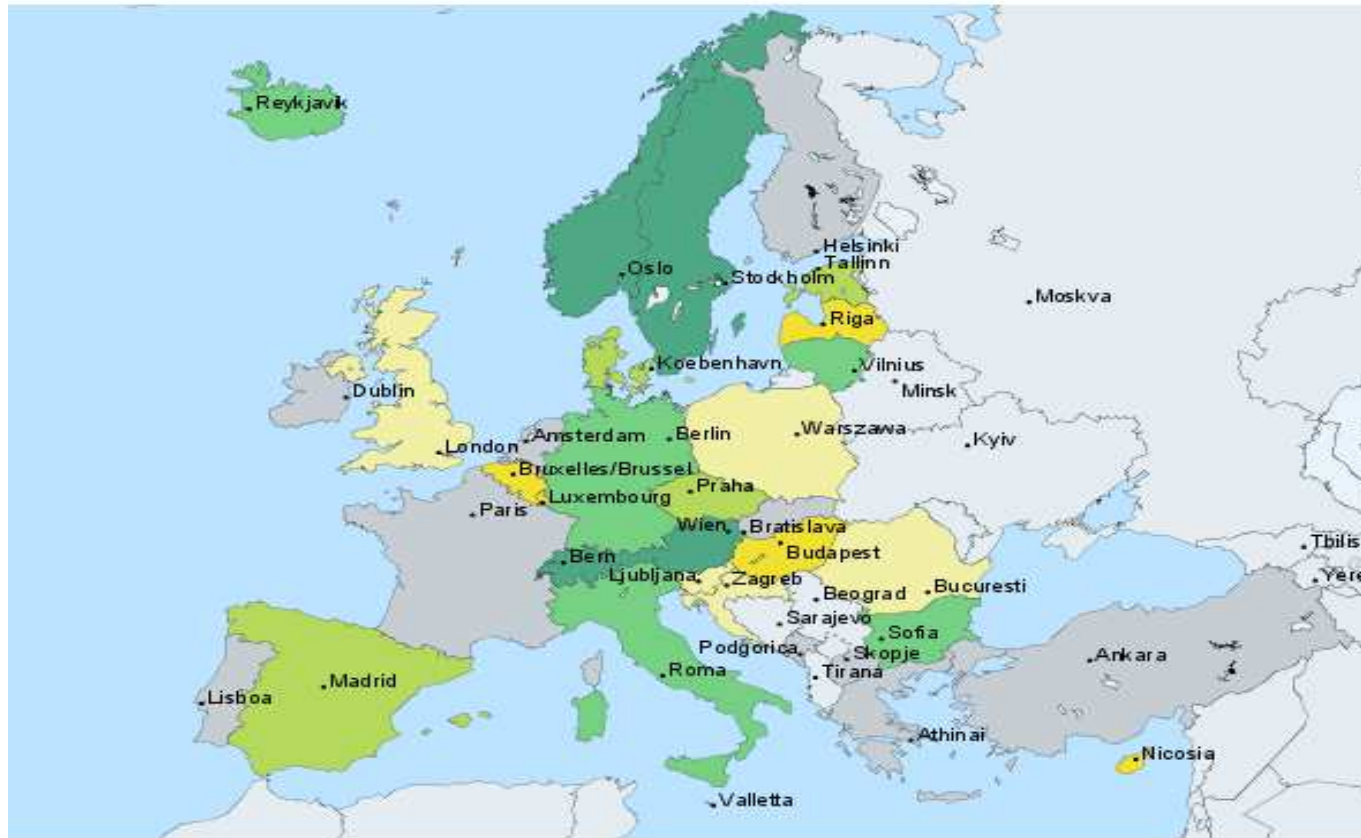 Reykjavik
Helsinki
Tallinn
Oslo
Stockholm
Moskva
Riga
Koebenhavn
Vilnius
Minsk
Dublin
Amsterdam
Berlin
Warszawa
Kyiv
London
Bruxelles/Brussel
Praha
Luxembourg
Paris
Wien
Bratislava
Budapest
Tbilis
Bern
Ljubljana
Zagreb
Yere
Beograd
Bucuresti
Sarajevo
Sofia
Podgorica
Skopje
Ankara
Tirana
Roma
Madrid
Lisboa
Athinai
Nicosia
Valletta